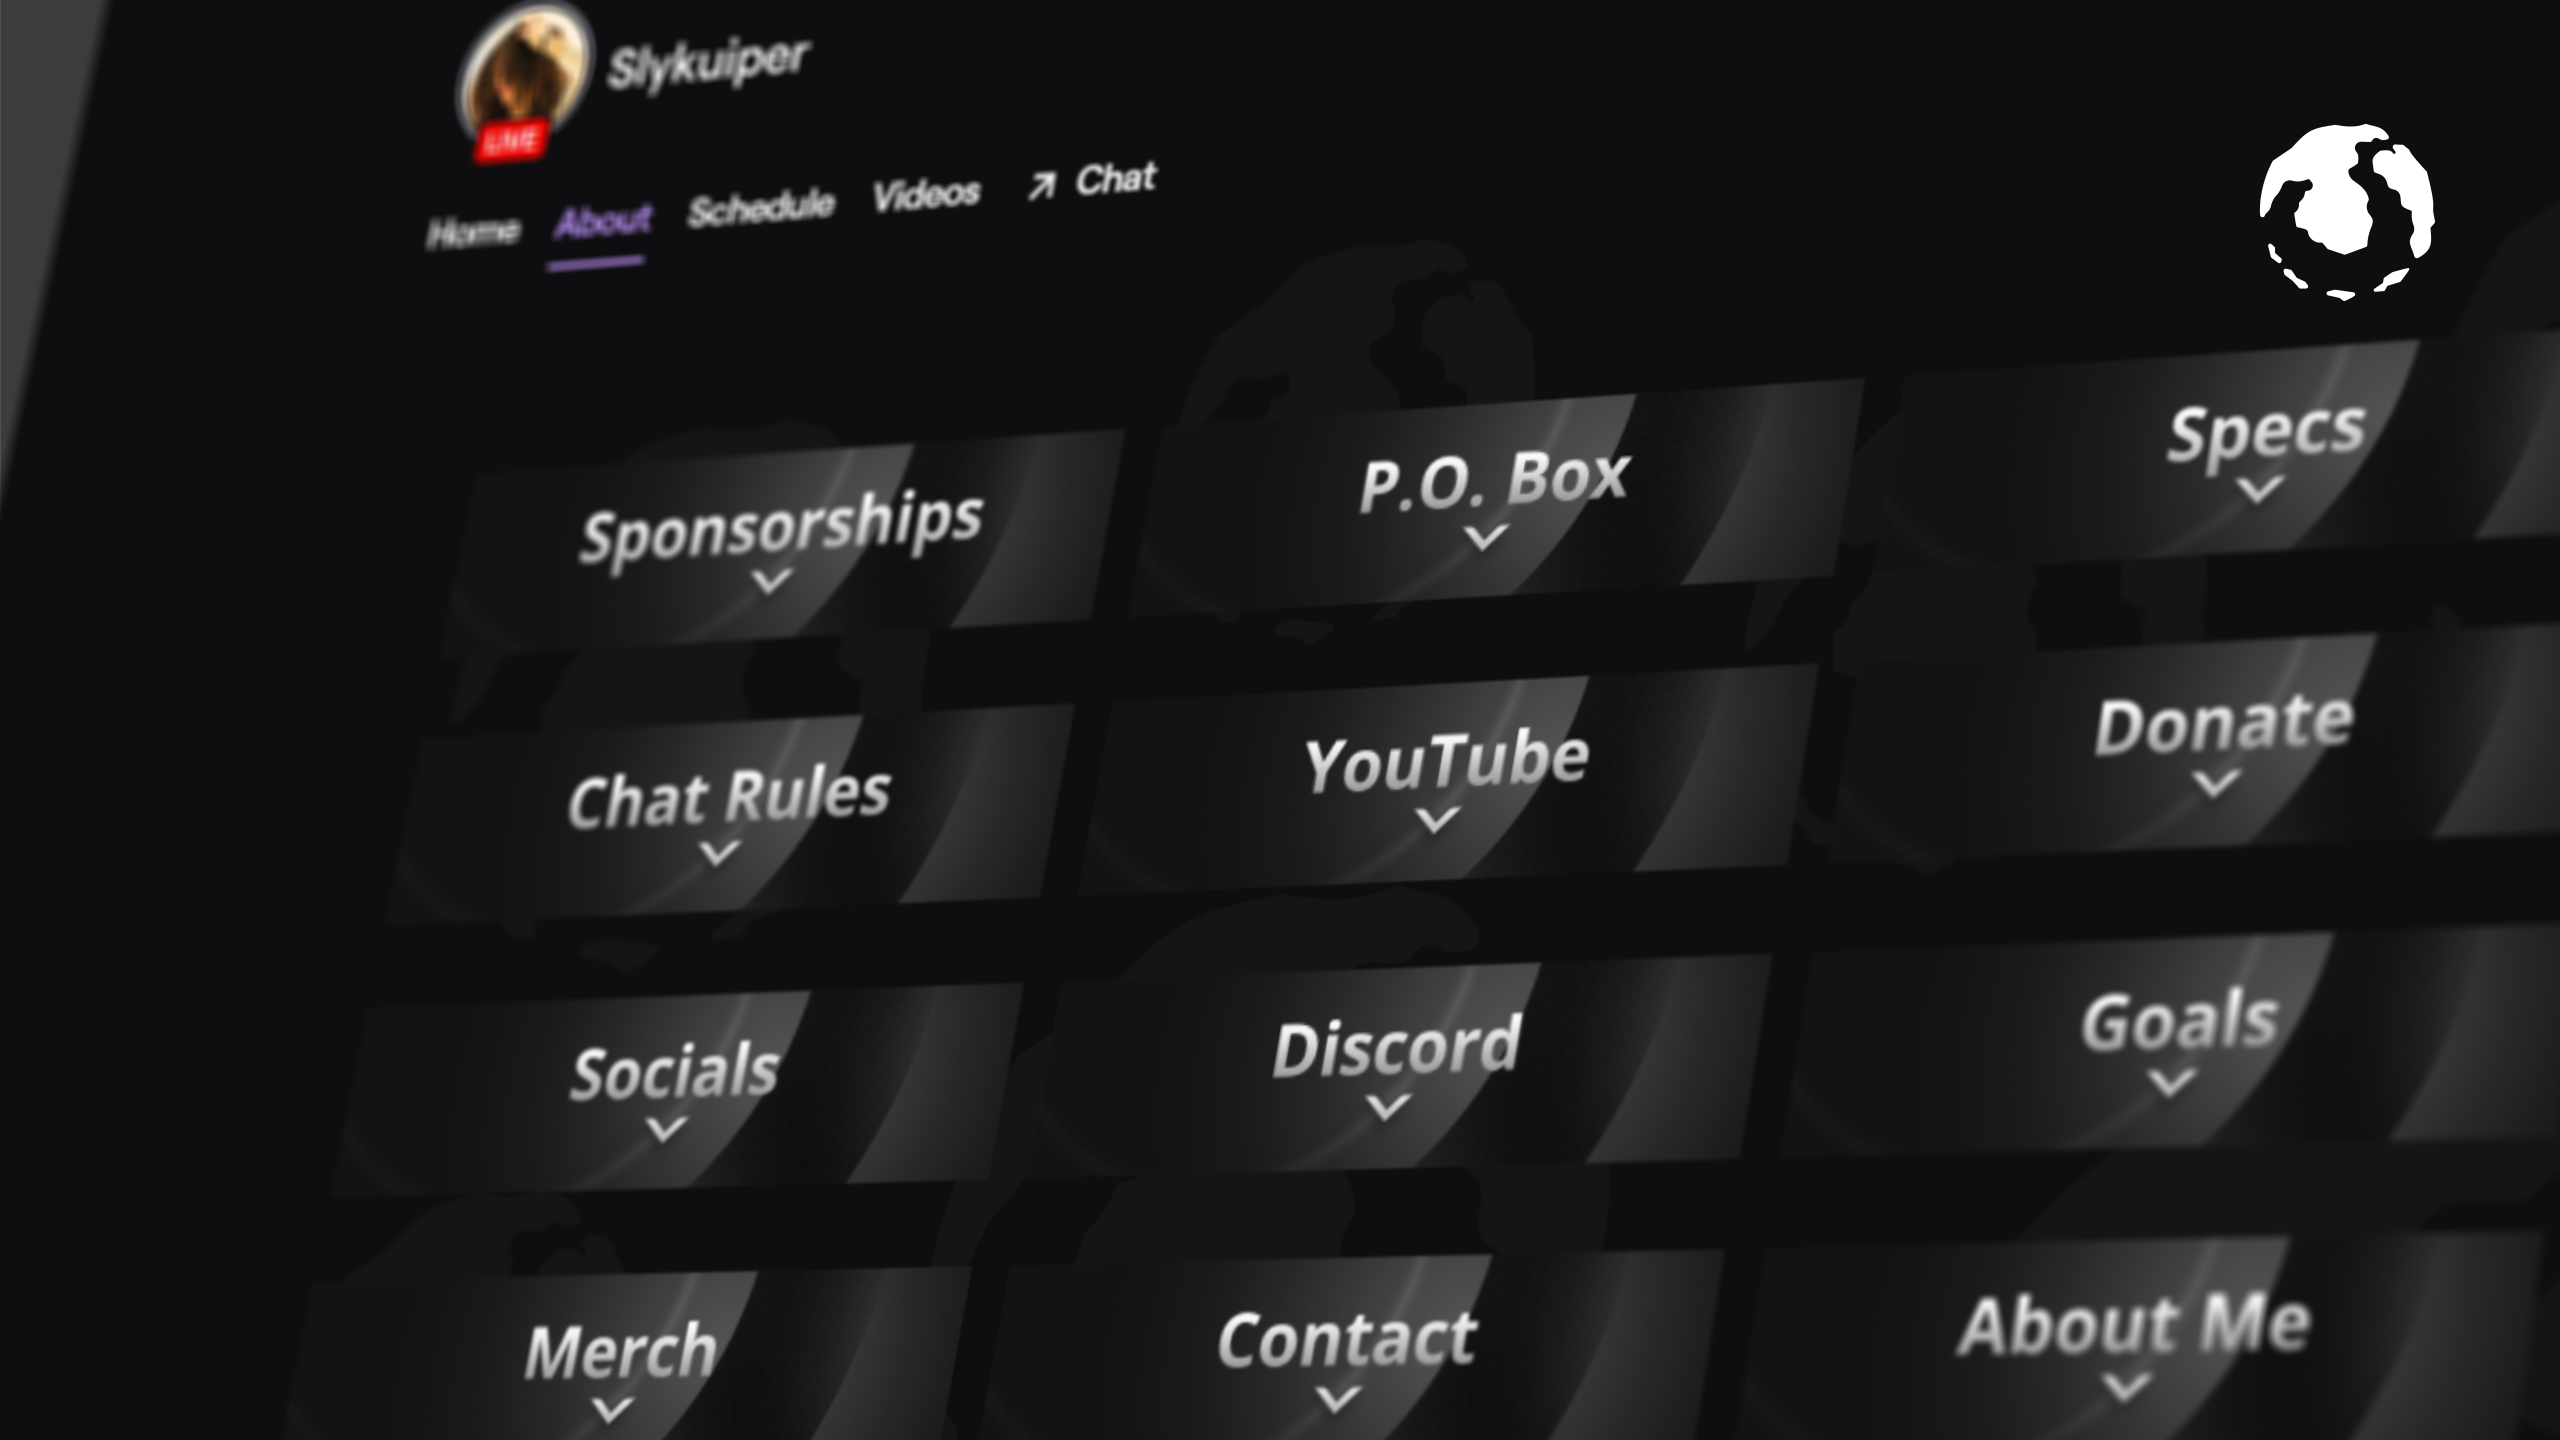 Slykuiper
LIVE
Home About Schedule Videos Chat
Sponsorships P.O. Box Specs
Chat Rules YouTube Donate
Socials Discord Goals
Merch Contact About Me